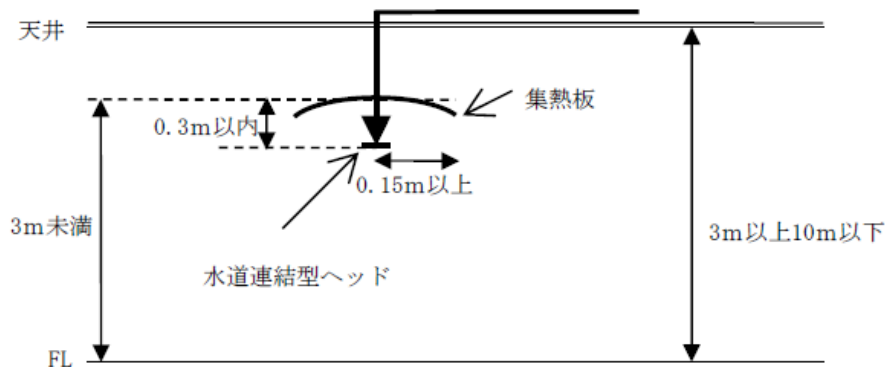 天井
集熱板
0.3m以内
0.15m以上
3m未満
3m以上10m以下
水道連結型ヘッド
FL